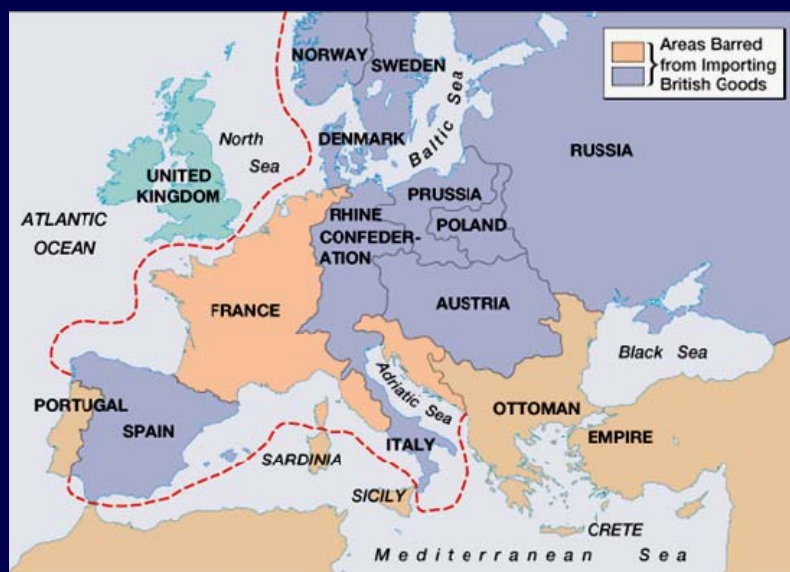 NORWAY
SWEDEN
Areas Barred
from Importing
British Goods
North
Sea
DENMARK
Baltic Sea
RUSSIA
UNITED
KINGDOM
PRUSSIA
ATLANTIC
OCEAN
RHINE
CONFEDER-
ATION
POLAND
FRANCE
AUSTRIA
Black Sea
Adriatic Sea
PORTUGAL
SPAIN
OTTOMAN
EMPIRE
ITALY
SARDINIA
SICILY
CRETE
Mediterranean Sea